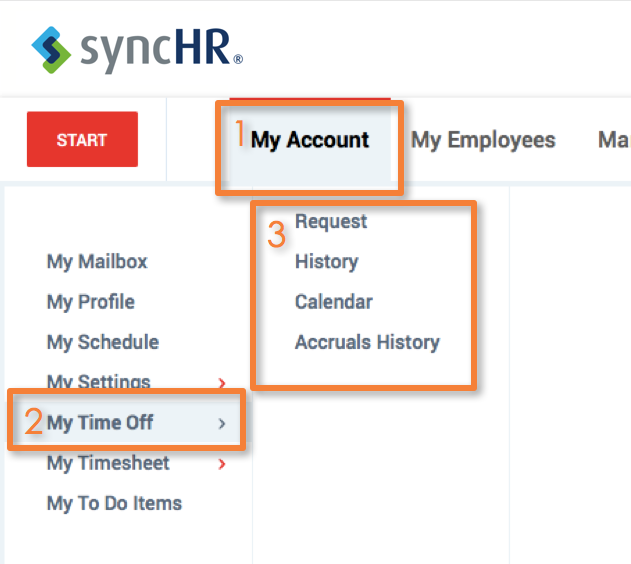 syncHR®
START
1 My Account
My Employees
My Mailbox
My Profile
My Schedule
My Settings
2 My Time Off
My Timesheet
My To Do Items
3 Request
History
Calendar
Accruals History